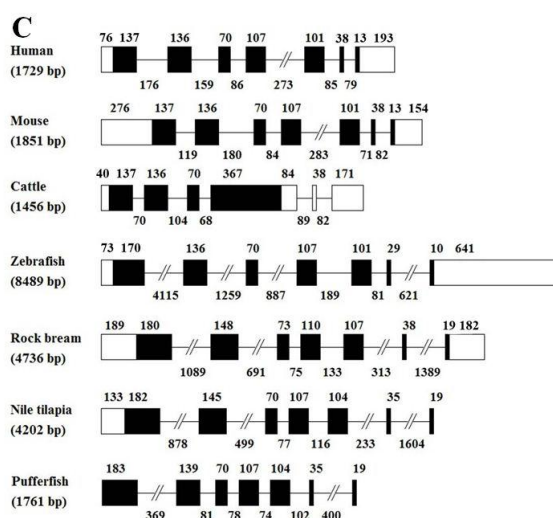 C
76 137 136 70 107 101 38 13 193
Human
(1729 bp)
176 159 86 273 85 79
276 137 136 70 107 101 38 13 154
Mouse
(1851 bp)
119 180 84 283 71 82
40 137 136 70 367 84 38 171
Cattle
(1456 bp)
70 104 68 89 82
73 170 136 70 107 101 29 10 641
Zebrafish
(8489 bp)
4115 1259 887 189 81 621
189 180 148 73 110 107 38 19 182
Rock bream
(4736 bp)
1089 691 75 133 313 1389
133 182 145 70 107 104 35 19
Nile tilapia
(4202 bp)
878 499 77 116 233 1604
183 139 70 107 104 35 19
Pufferfish
(1761 bp)
369 81 78 74 102 400